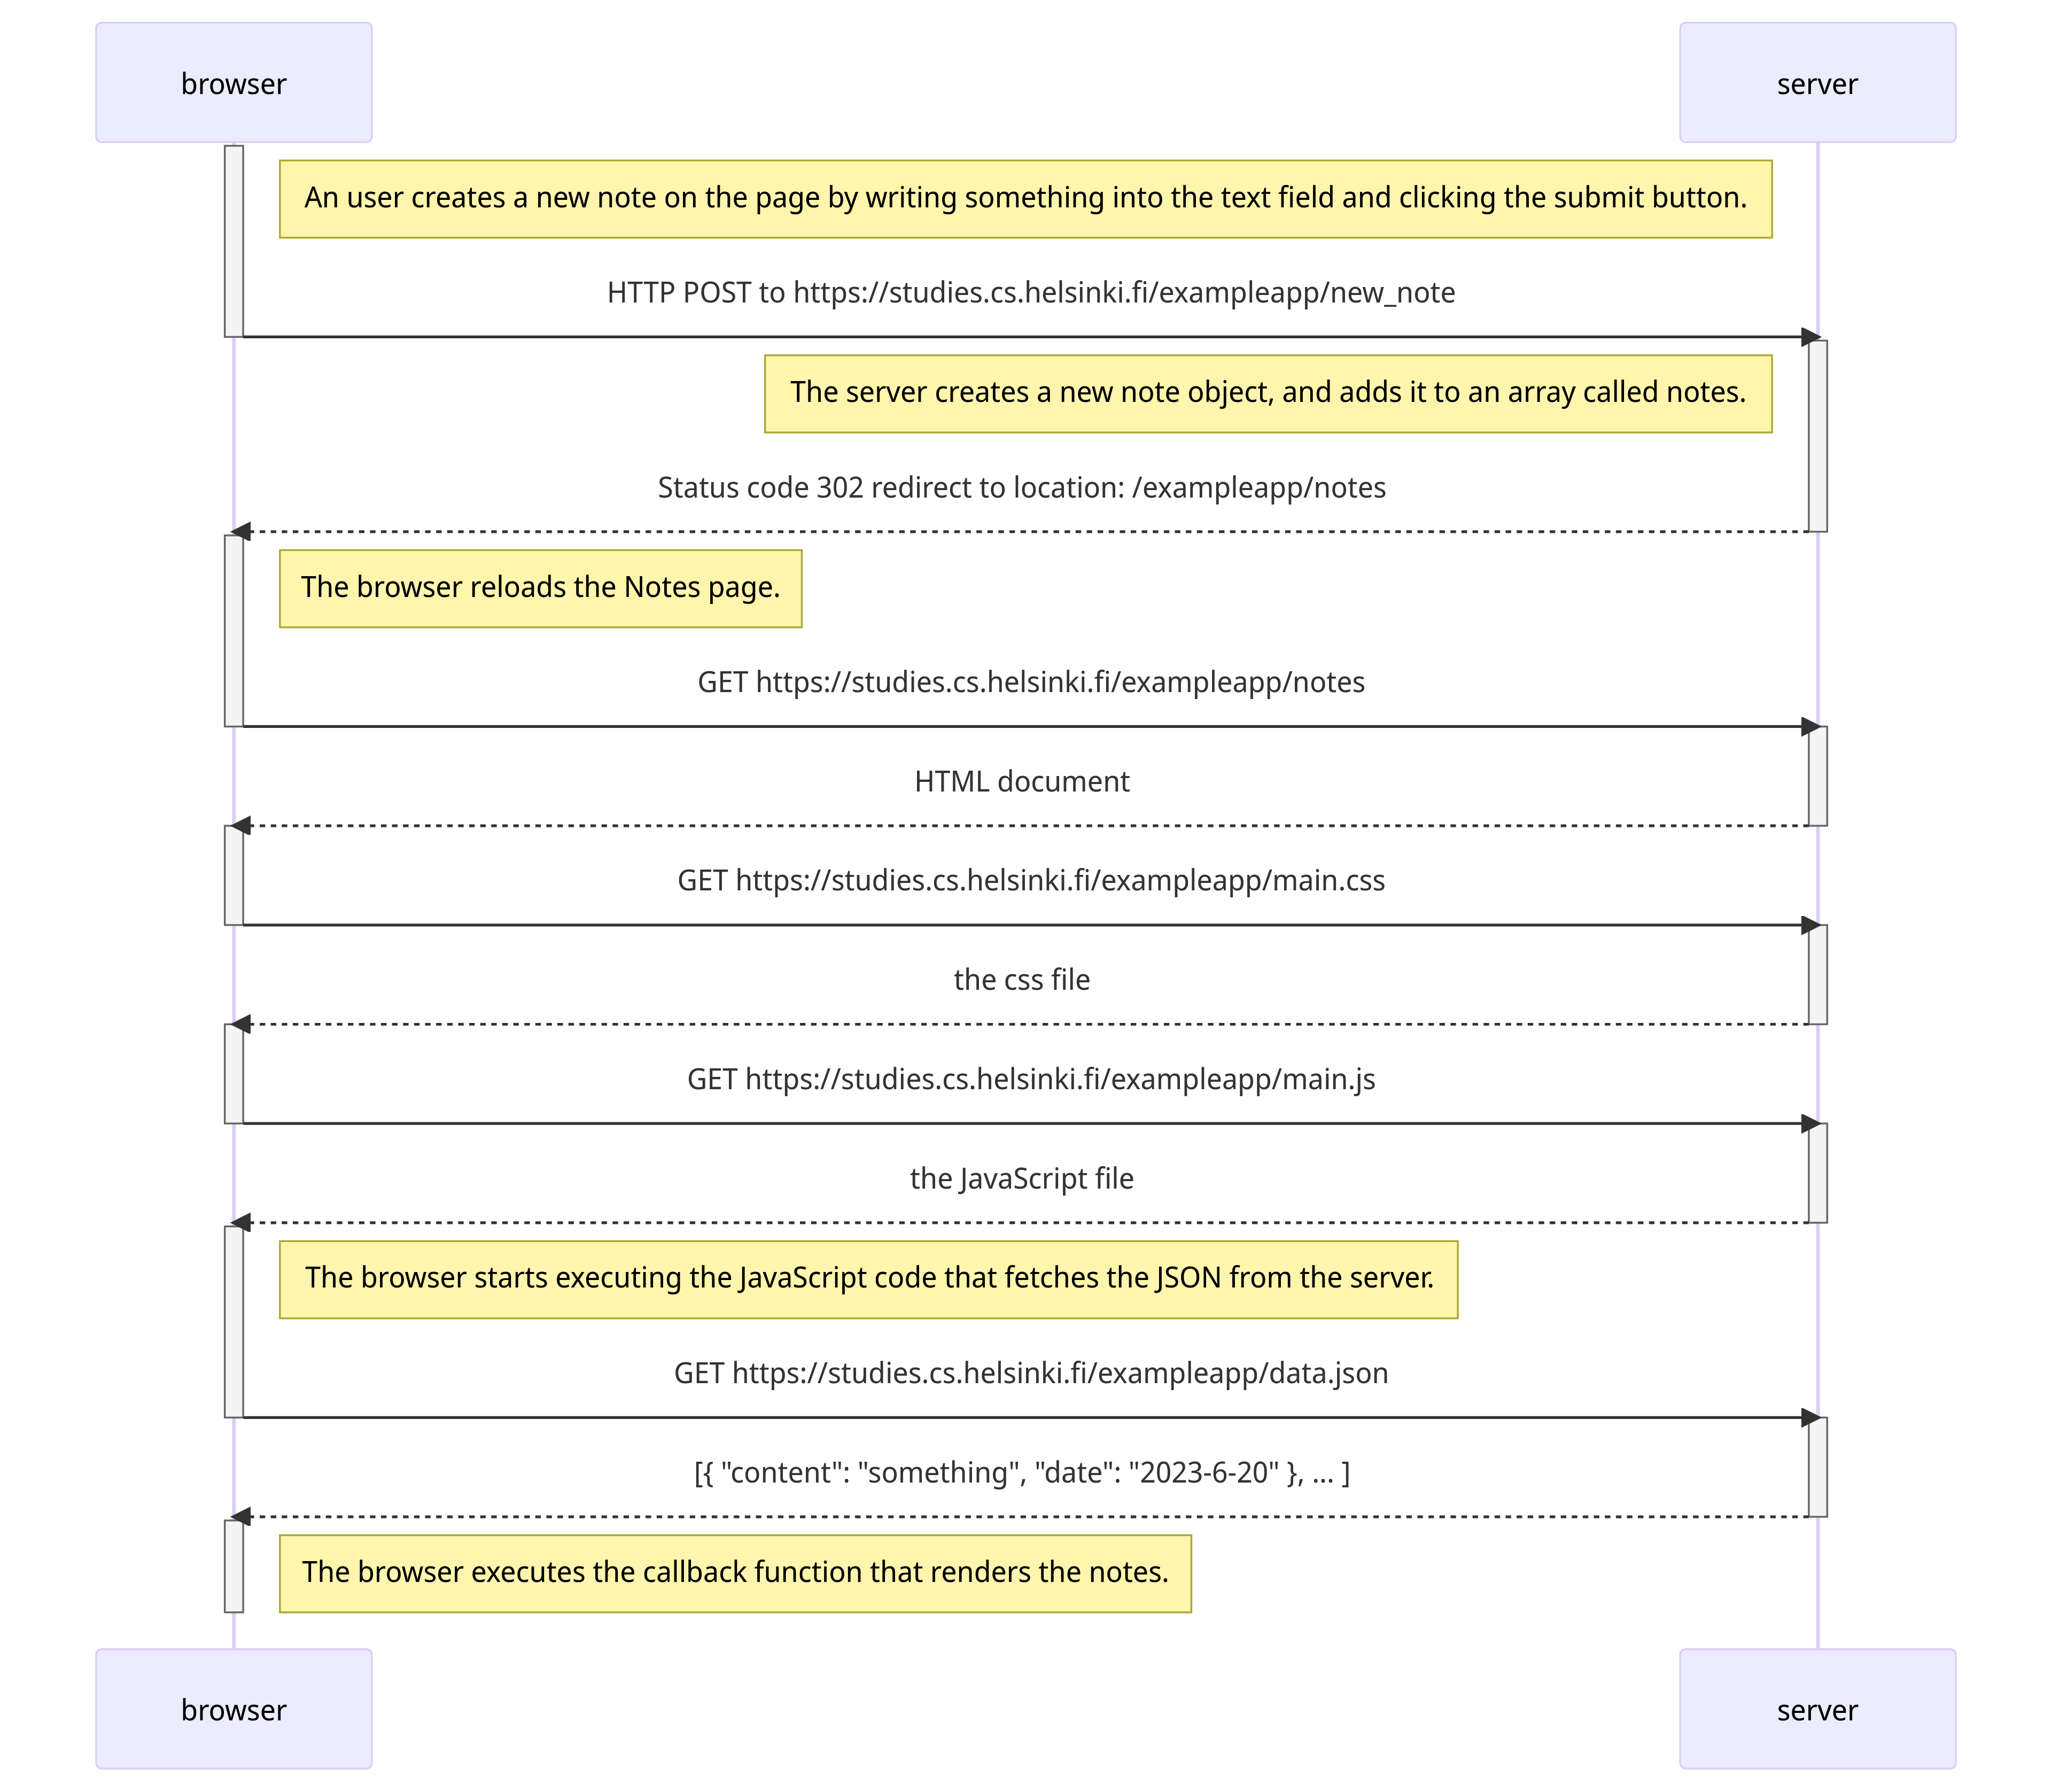 browser
server
An user creates a new note on the page by writing something into the text field and clicking the submit button.
HTTP POST to https://studies.cs.helsinki.fi/exampleapp/new_note
The server creates a new note object, and adds it to an array called notes.
Status code 302 redirect to location: /exampleapp/notes
The browser reloads the Notes page.
GET https://studies.cs.helsinki.fi/exampleapp/notes
HTML document
GET https://studies.cs.helsinki.fi/exampleapp/main.css
the css file
GET https://studies.cs.helsinki.fi/exampleapp/main.js
the JavaScript file
The browser starts executing the JavaScript code that fetches the JSON from the server.
GET https://studies.cs.helsinki.fi/exampleapp/data.json
[{ "content": "something", "date": "2023-6-20" }, ... ]
The browser executes the callback function that renders the notes.
browser
server